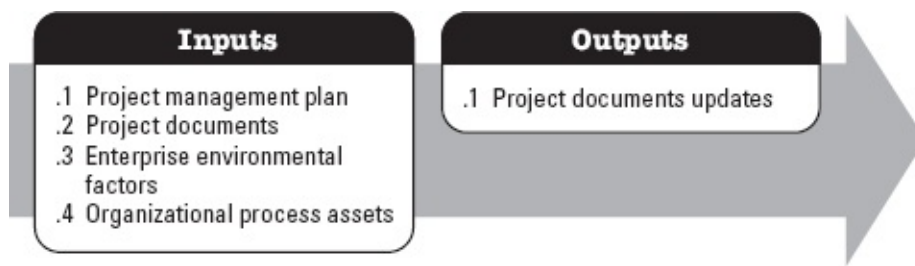 Inputs
.1 Project management plan
.2 Project documents
.3 Enterprise environmental
factors
.4 Organizational process assets
Outputs
.1 Project documents updates